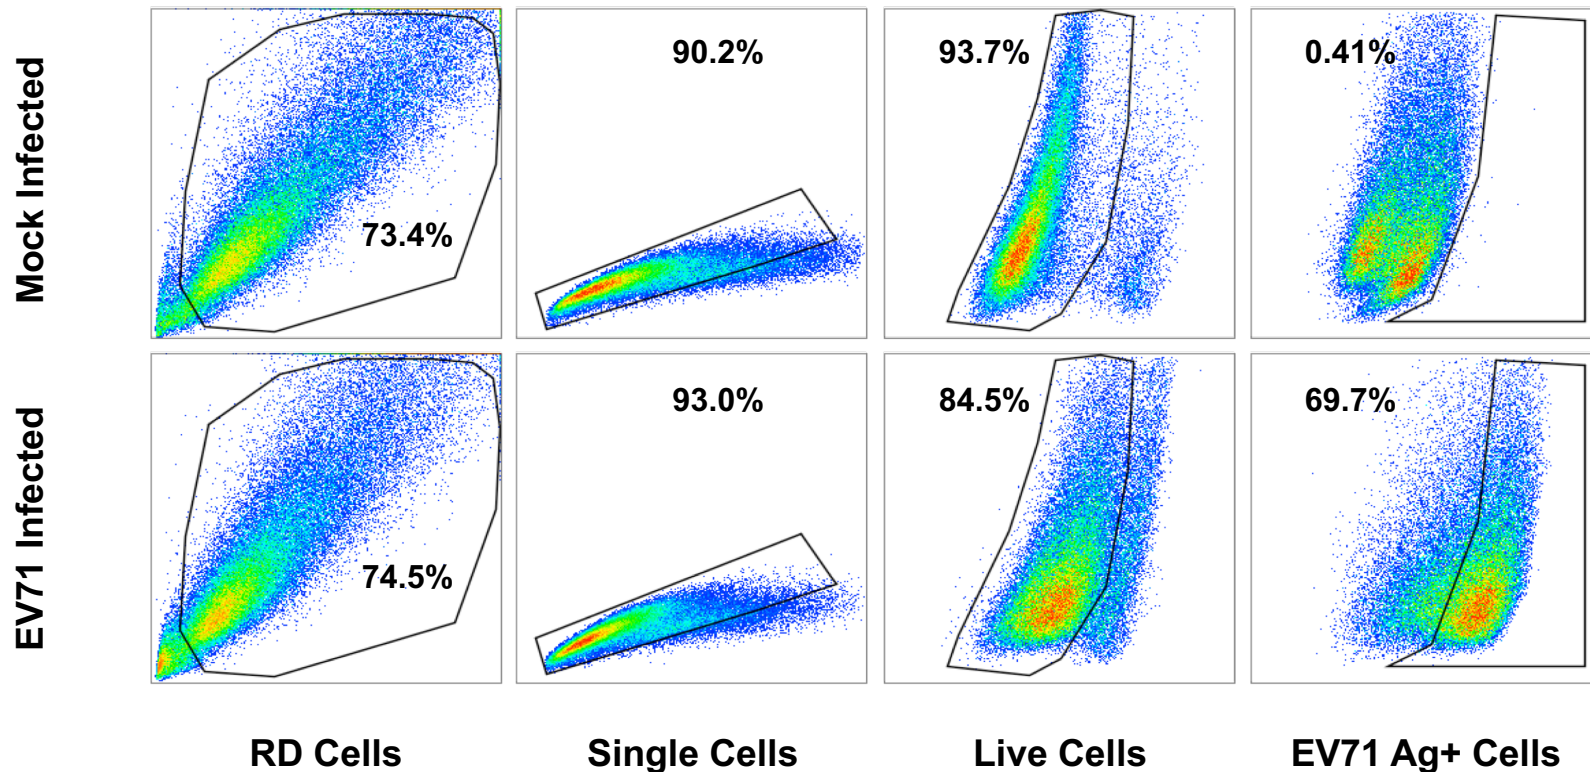 Mock Infected
73.4%
90.2%
93.7%
0.41%
EV71 Infected
74.5%
93.0%
84.5%
69.7%
RD Cells
Single Cells
Live Cells
EV71 Ag+ Cells